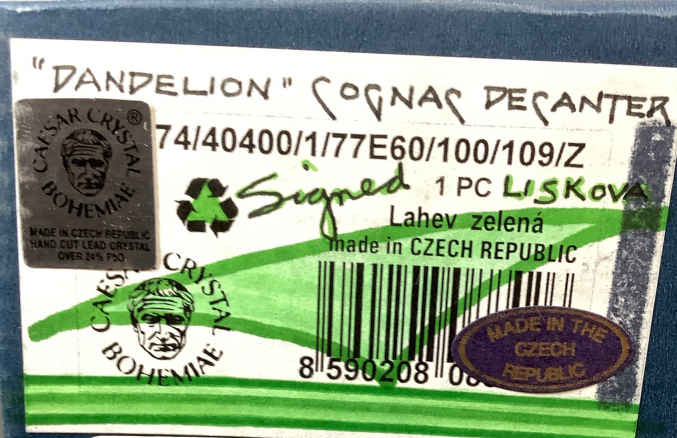 "DANDELION" COGNAC DECANTER
74/40400/1/77E60/100/109/Z
CAESAR CRYSTAL ®
BOHEMIAE
MADE IN CZECH REPUBLIC
HAND CUT LEAD CRYSTAL
OVER 24% PBO
Signed 1 PC LISKOVA
Lahev zelená
made in CZECH REPUBLIC
CAESAR CRYSTAL
BOHEMIAE
8 590208
MADE IN THE
CZECH
REPUBLIC